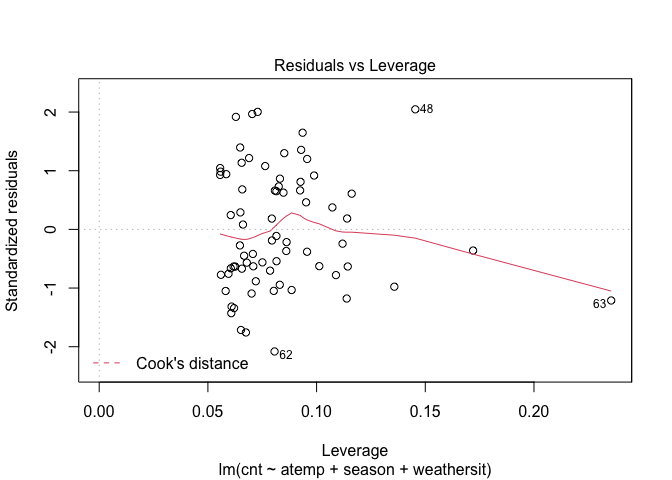 Residuals vs Leverage
Standardized residuals
2
1
0
-1
-2
48
63
62
Cook's distance
0.00 0.05 0.10 0.15 0.20
Leverage
lm(cnt ~ atemp + season + weathersit)